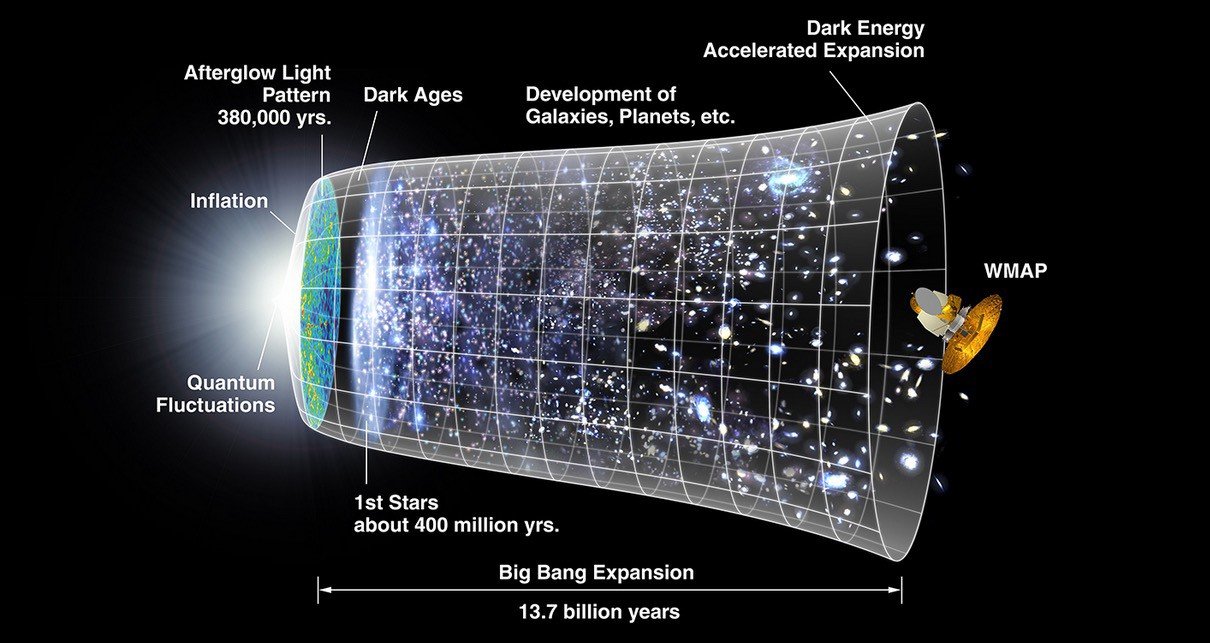 Dark Energy
Accelerated Expansion
Afterglow Light
Pattern
380,000 yrs.
Dark Ages
Development of
Galaxies, Planets, etc.
Inflation
WMAP
Quantum
Fluctuations
1st Stars
about 400 million yrs.
Big Bang Expansion
13.7 billion years